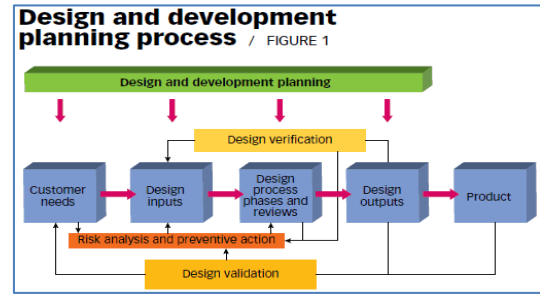 Design and development
planning process / FIGURE 1
Design and development planning
Design verification
Customer
needs
Design
inputs
Design
process
phases and
reviews
Design
outputs
Product
Risk analysis and preventive action
Design validation